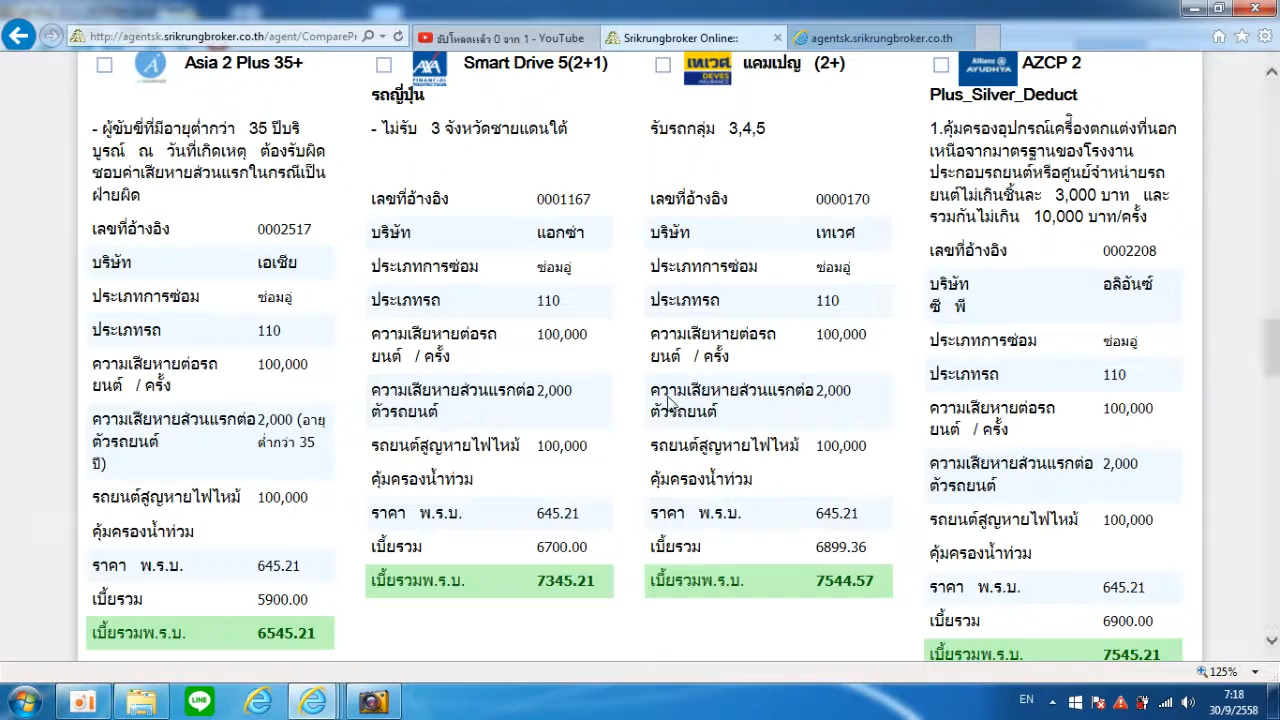 http://agentsk.srikrungbroker.co.th/agent/ComparePr
อัปโหลดแล้ว 0 จาก 1 - YouTube
Srikrungbroker Online::
agentsk.srikrungbroker.co.th
Asia 2 Plus 35+
- ผู้ขับขี่ที่มีอายุต่ำกว่า 35 ปีบริ
บูรณ์ ณ วันที่เกิดเหตุ ต้องรับผิด
ชอบค่าเสียหายส่วนแรกในกรณีเป็น
ฝ่ายผิด
เลขที่อ้างอิง 0002517
บริษัท เอเชีย
ประเภทการซ่อม ซ่อมอู่
ประเภทรถ 110
ความเสียหายต่อรถ 100,000
ยนต์ / ครั้ง
ความเสียหายส่วนแรกต่อ 2,000 (อายุ
ตัวรถยนต์ ต่ำกว่า 35
ปี)
รถยนต์สูญหายไฟไหม้ 100,000
คุ้มครองน้ำท่วม
ราคา พ.ร.บ. 645.21
เบี้ยรวม 5900.00
เบี้ยรวมพ.ร.บ. 6545.21
AXA
FINANCIAL
PROTECTION
Smart Drive 5(2+1)
รถญี่ปุ่น
- ไม่รับ 3 จังหวัดชายแดนใต้
เลขที่อ้างอิง 0001167
บริษัท แอกซ่า
ประเภทการซ่อม ซ่อมอู่
ประเภทรถ 110
ความเสียหายต่อรถ 100,000
ยนต์ / ครั้ง
ความเสียหายส่วนแรกต่อ 2,000
ตัวรถยนต์
รถยนต์สูญหายไฟไหม้ 100,000
คุ้มครองน้ำท่วม
ราคา พ.ร.บ. 645.21
เบี้ยรวม 6700.00
เบี้ยรวมพ.ร.บ. 7345.21
เทเวศ
DEVES
INSURANCE
แคมเปญ (2+)
รับรถกลุ่ม 3,4,5
เลขที่อ้างอิง 0000170
บริษัท เทเวศ
ประเภทการซ่อม ซ่อมอู่
ประเภทรถ 110
ความเสียหายต่อรถ 100,000
ยนต์ / ครั้ง
ความเสียหายส่วนแรกต่อ 2,000
ตัวรถยนต์
รถยนต์สูญหายไฟไหม้ 100,000
คุ้มครองน้ำท่วม
ราคา พ.ร.บ. 645.21
เบี้ยรวม 6899.36
เบี้ยรวมพ.ร.บ. 7544.57
Allianz
AYUDHYA
AZCP 2
Plus_Silver_Deduct
1.คุ้มครองอุปกรณ์เครื่องตกแต่งที่นอก
เหนือจากมาตรฐานของโรงงาน
ประกอบรถยนต์หรือศูนย์จำหน่ายรถ
ยนต์ไม่เกินชิ้นละ 3,000 บาท และ
รวมกันไม่เกิน 10,000 บาท/ครั้ง
เลขที่อ้างอิง 0002208
บริษัท อลิอันซ์
ซี พี
ประเภทการซ่อม ซ่อมอู่
ประเภทรถ 110
ความเสียหายต่อรถ 100,000
ยนต์ / ครั้ง
ความเสียหายส่วนแรกต่อ 2,000
ตัวรถยนต์
รถยนต์สูญหายไฟไหม้ 100,000
คุ้มครองน้ำท่วม
ราคา พ.ร.บ. 645.21
เบี้ยรวม 6900.00
เบี้ยรวมพ.ร.บ. 7545.21
125%
LINE
EN
7:18
30/9/2558